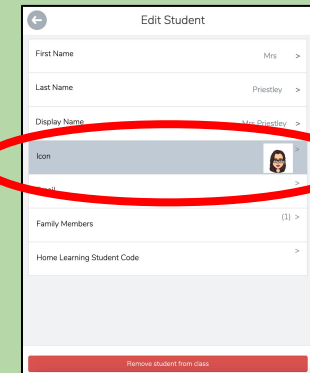 Edit Student
First Name Mrs >
Last Name Priestley >
Display Name Mrs Priestley >
Icon >
Email >
Family Members (1) >
Home Learning Student Code >
Remove student from class